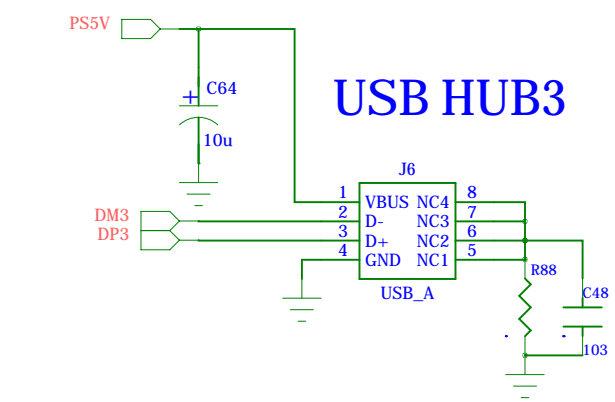 PS5V
C64
+
10u
USB HUB3
J6
1 VBUS NC4 8
2 D- NC3 7
3 D+ NC2 6
4 GND NC1 5
DM3
DP3
USB_A
R88
C48
103